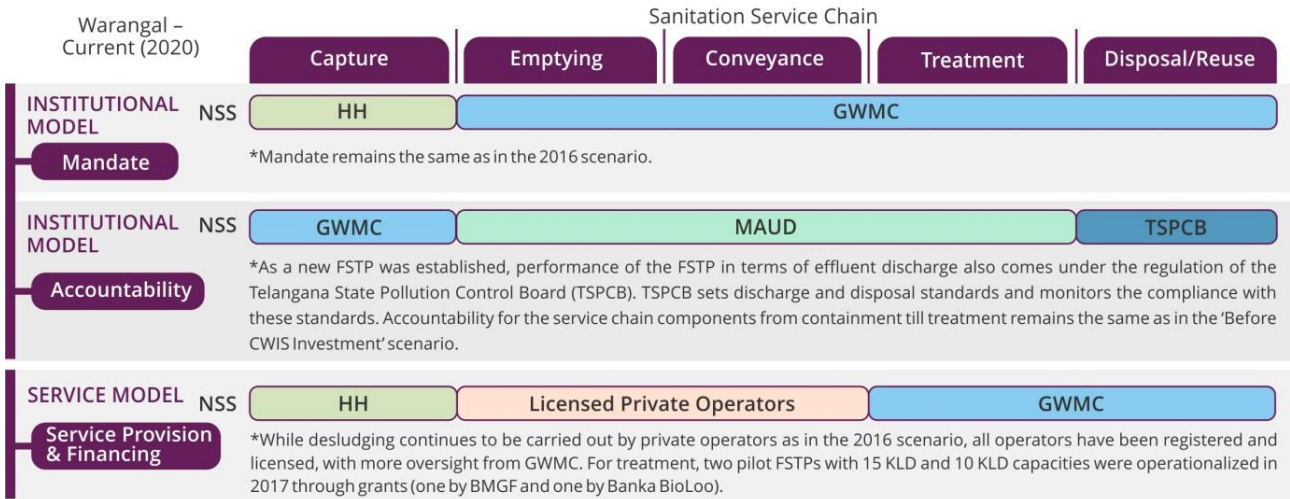 Warangal –
Current (2020)
Sanitation Service Chain
Capture
Emptying
Conveyance
Treatment
Disposal/Reuse
INSTITUTIONAL
MODEL
Mandate
NSS
HH
GWMC
*Mandate remains the same as in the 2016 scenario.
INSTITUTIONAL
MODEL
Accountability
NSS
GWMC
MAUD
TSPCB
*As a new FSTP was established, performance of the FSTP in terms of effluent discharge also comes under the regulation of the
Telangana State Pollution Control Board (TSPCB). TSPCB sets discharge and disposal standards and monitors the compliance with
these standards. Accountability for the service chain components from containment till treatment remains the same as in the ‘Before
CWIS Investment’ scenario.
SERVICE MODEL
Service Provision
& Financing
NSS
HH
Licensed Private Operators
GWMC
*While desludging continues to be carried out by private operators as in the 2016 scenario, all operators have been registered and
licensed, with more oversight from GWMC. For treatment, two pilot FSTPs with 15 KLD and 10 KLD capacities were operationalized in
2017 through grants (one by BMGF and one by Banka BioLoo).